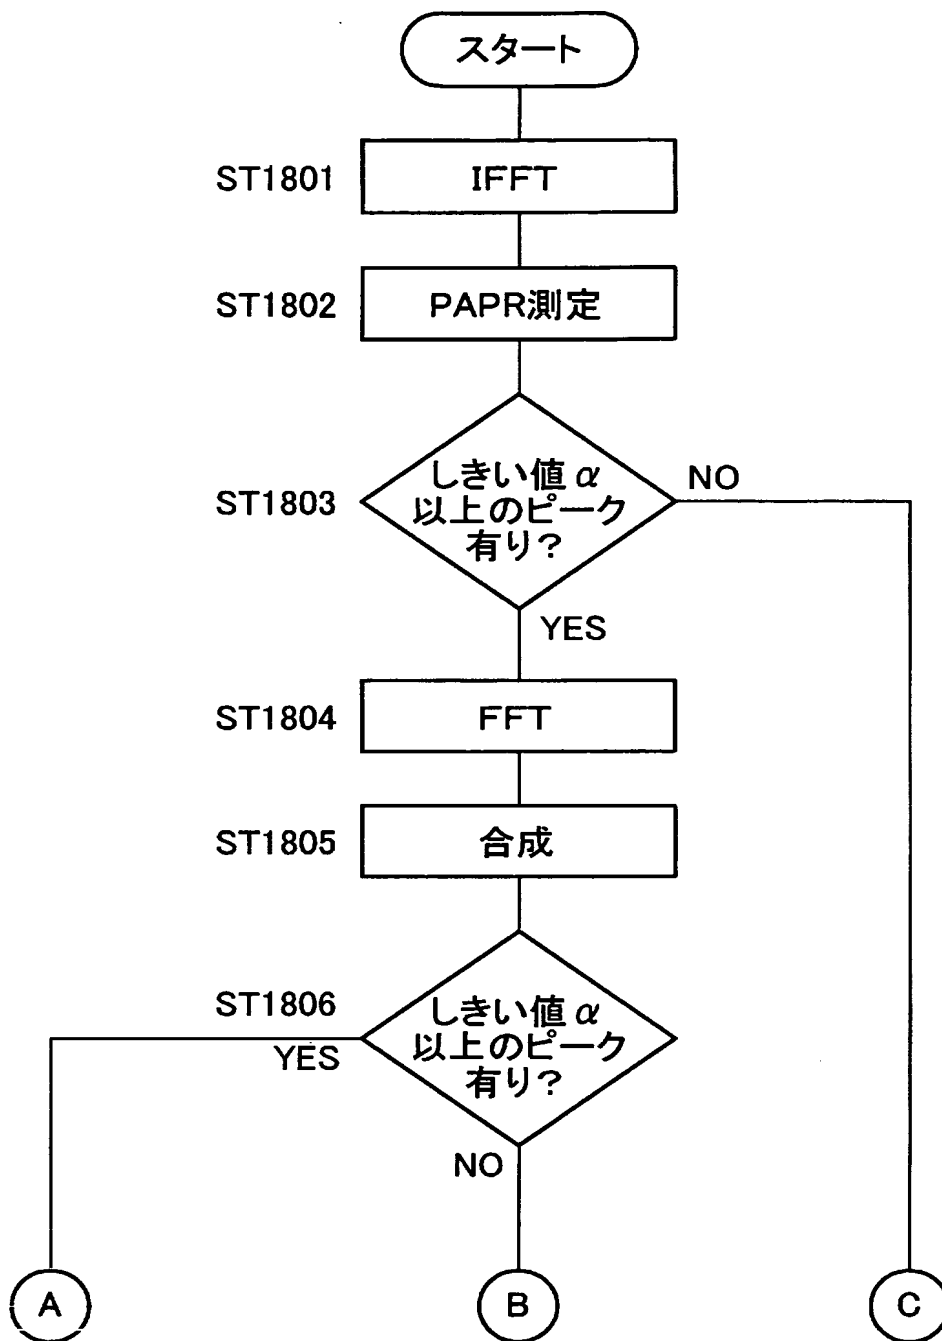 スタート
ST1801
IFFT
ST1802
PAPR測定
ST1803
しきい値α
以上のピーク
有り?
NO
YES
ST1804
FFT
ST1805
合成
ST1806
しきい値α
以上のピーク
有り?
YES
NO
A
B
C